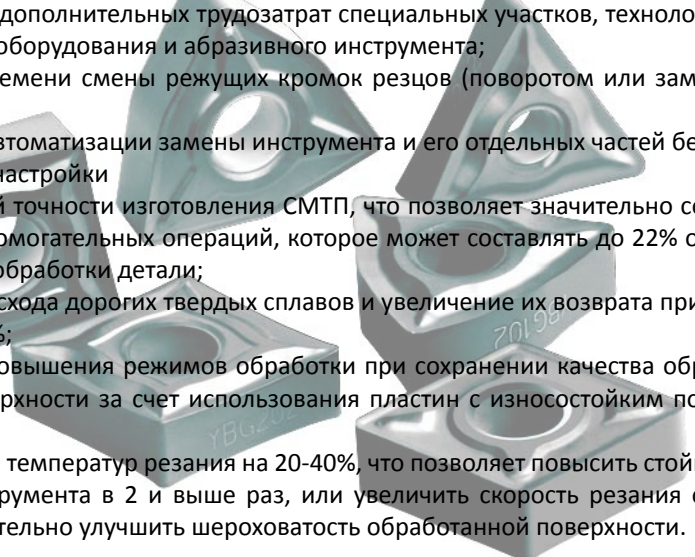 дополнительных трудозатрат специальных участков, техноло
оборудования и абразивного инструмента;
емени смены режущих кромок резцов (поворотом или зам
втоматизации замены инструмента и его отдельных частей бе
настройки
й точности изготовления СМТП, что позволяет значительно со
омогательных операций, которое может составлять до 22% о
обработки детали;
схода дорогих твердых сплавов и увеличение их возврата при
%;
овышения режимов обработки при сохранении качества обр
рхности за счет использования пластин с износостойким по
температур резания на 20-40%, что позволяет повысить стой
румента в 2 и выше раз, или увеличить скорость резания
тельно улучшить шероховатость обработанной поверхности.
YBG202